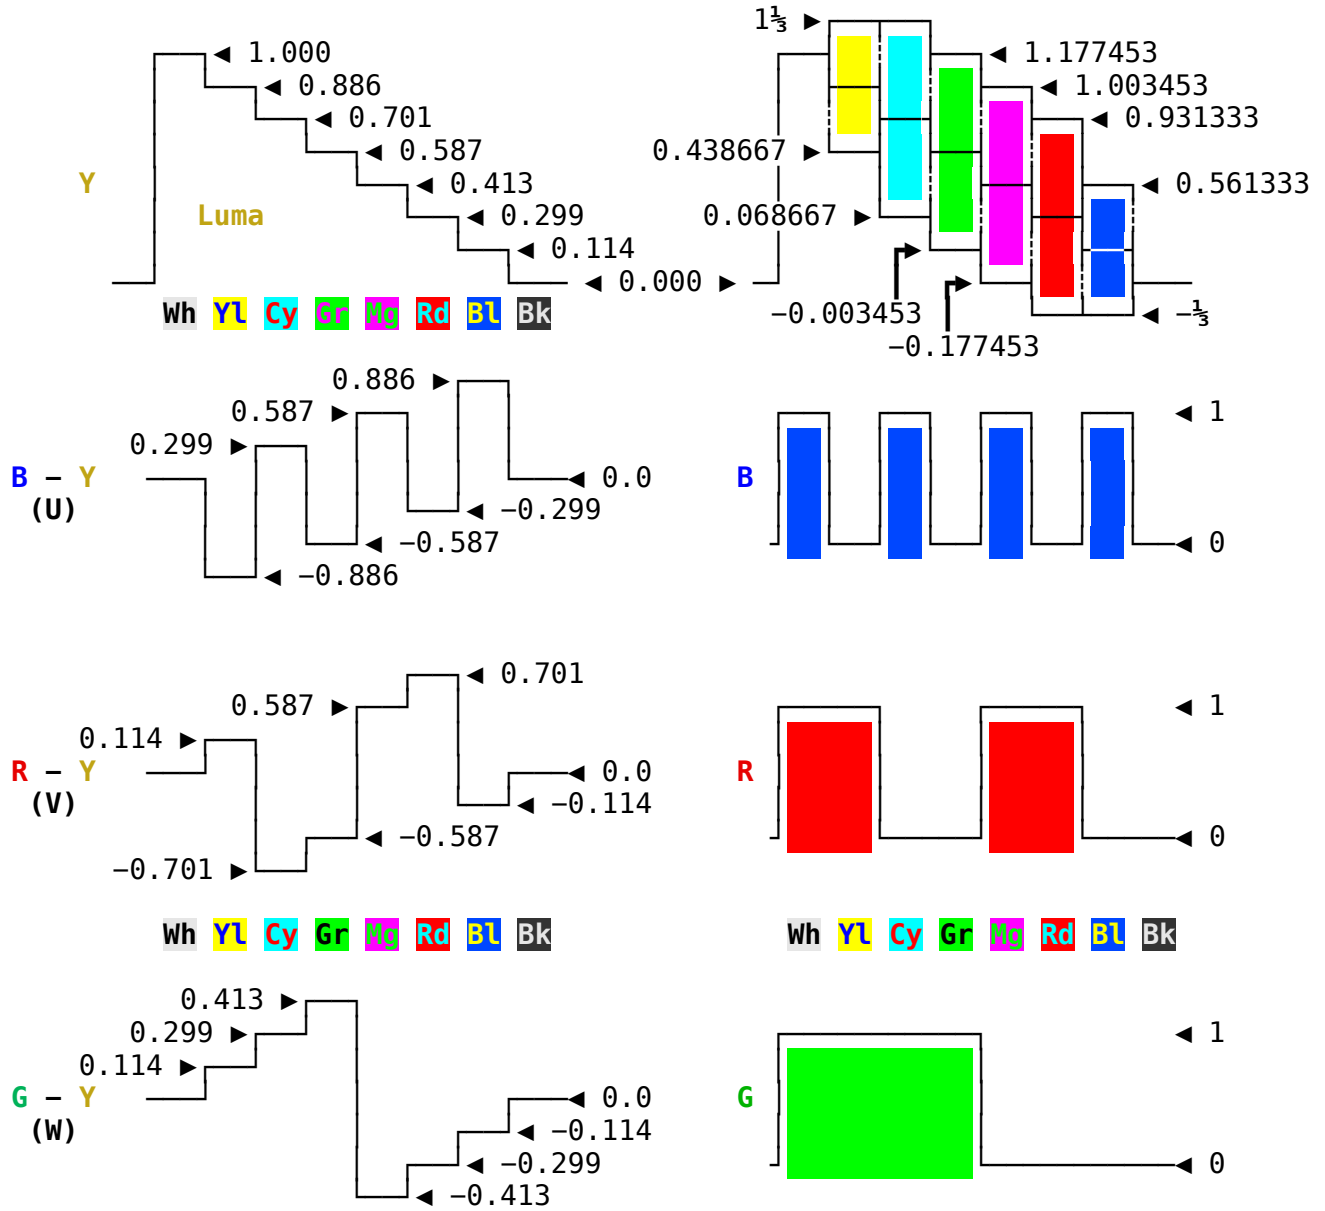 1⅓ ►
◄ 1.000
◄ 1.177453
◄ 0.886
◄ 1.003453
◄ 0.701
◄ 0.931333
◄ 0.587
0.438667 ►
Y
◄ 0.413
◄ 0.561333
Luma
◄ 0.299
0.068667 ►
◄ 0.114
◄ 0.000 ►
Wh Yl Cy Gr Mg Rd Bl Bk
−0.003453
◄ −⅓
−0.177453
0.886 ►
0.587 ►
◄ 1
0.299 ►
B − Y
◄ 0.0
B
(U)
◄ −0.299
◄ −0.587
◄ 0
◄ −0.886
◄ 0.701
0.587 ►
◄ 1
0.114 ►
R − Y
◄ 0.0
R
(V)
◄ −0.114
◄ −0.587
◄ 0
−0.701 ►
Wh Yl Cy Gr Mg Rd Bl Bk
Wh Yl Cy Gr Mg Rd Bl Bk
0.413 ►
0.299 ►
◄ 1
0.114 ►
G − Y
◄ 0.0
G
(W)
◄ −0.114
◄ −0.299
◄ 0
◄ −0.413